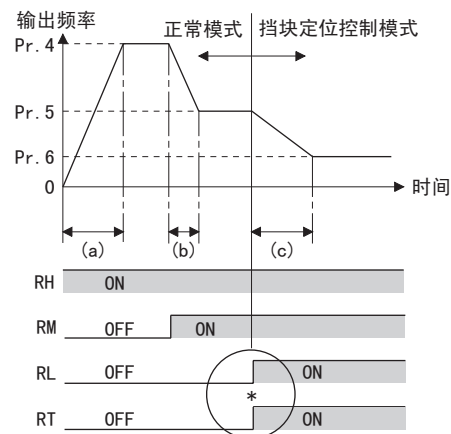 输出频率
正常模式 挡块定位控制模式
Pr.4
Pr.5
Pr.6
0
时间
(a) (b) (c)
RH ON
RM OFF ON
RL OFF ON
*
RT OFF ON